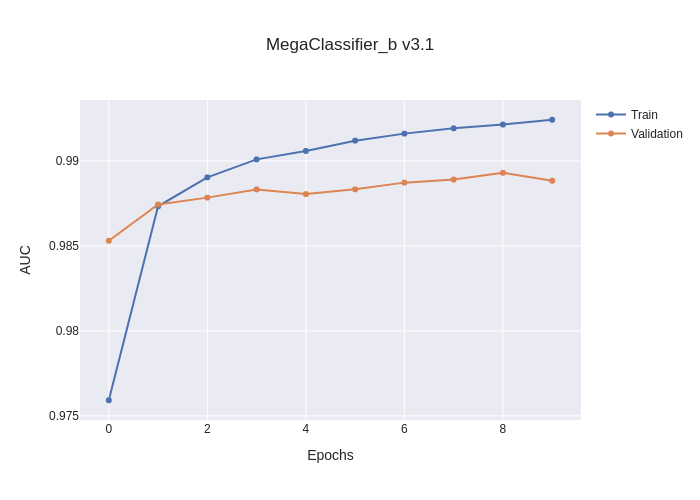 MegaClassifier_b v3.1
Train
Validation
0.99
0.985
0.98
0.975
AUC
0 2 4 6 8
Epochs